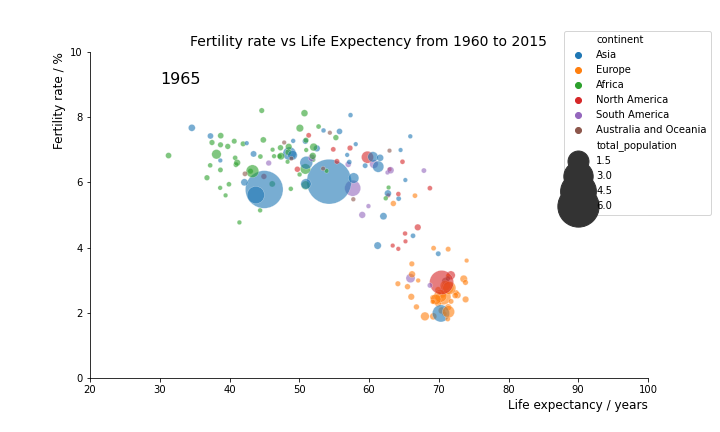 Fertility rate vs Life Expectency from 1960 to 2015
Fertility rate / %
1965
10
8
6
4
2
0
20
30
40
50
60
70
80
90
100
Life expectancy / years
continent
Asia
Europe
Africa
North America
South America
Australia and Oceania
total_population
1.5
3.0
4.5
6.0